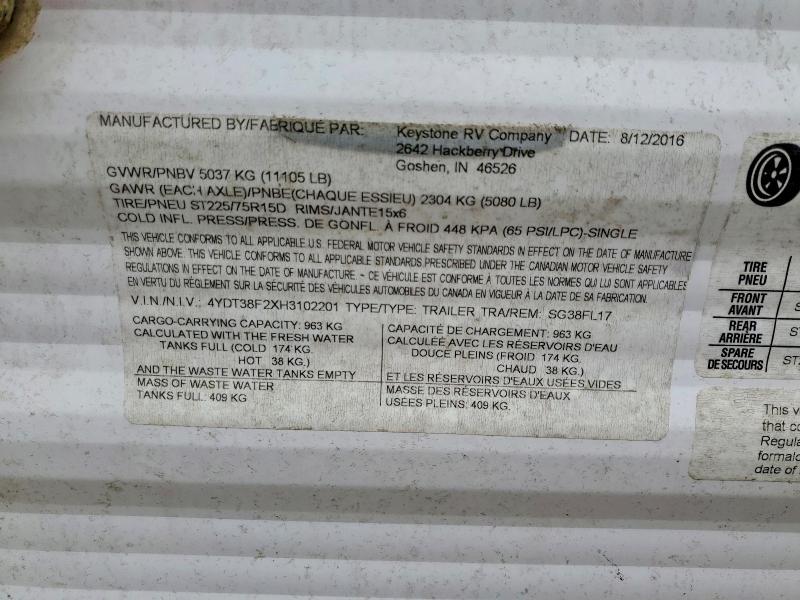 MANUFACTURED BY/FABRIQUE PAR: Keystone RV Company DATE: 8/12/2016
2642 Hackberry Drive
Goshen, IN 46526
GVWR/PNBV 5037 KG (11105 LB)
GAWR (EACH AXLE)/PNBE(CHAQUE ESSIEU) 2304 KG (5080 LB)
TIRE/PNEU ST225/75R15D RIMS/JANTE15x6
COLD INFL. PRESS/PRESS. DE GONFL. À FROID 448 KPA (65 PSI/LPC)-SINGLE
THIS VEHICLE CONFORMS TO ALL APPLICABLE U.S. FEDERAL MOTOR VEHICLE SAFETY STANDARDS IN EFFECT ON THE DATE OF MANUFACTURE
SHOWN ABOVE. THIS VEHICLE CONFORMS TO ALL APPLICABLE STANDARDS PRESCRIBED UNDER THE CANADIAN MOTOR VEHICLE SAFETY
REGULATIONS IN EFFECT ON THE DATE OF MANUFACTURE - CE VÉHICULE EST CONFORME À TOUTES LES NORMES QUI LUI SONT APPLICABLES
EN VERTU DU RÈGLEMENT SUR LA SÉCURITÉ DES VÉHICULES AUTOMOBILES DU CANADA EN VIGUEUR À LA DATE DE SA FABRICATION.
V.I.N./N.I.V.: 4YDT38F2XH3102201 TYPE/TYPE: TRAILER TRA/REM: SG38FL17
CARGO-CARRYING CAPACITY: 963 KG
CALCULATED WITH THE FRESH WATER
TANKS FULL (COLD 174 KG.
HOT 38 KG.)
AND THE WASTE WATER TANKS EMPTY
MASS OF WASTE WATER
TANKS FULL: 409 KG
CAPACITÉ DE CHARGEMENT: 963 KG
CALCULÉE AVEC LES RÉSERVOIRS D'EAU
DOUCE PLEINS (FROID 174 KG.
CHAUD 38 KG.)
ET LES RÉSERVOIRS D'EAUX USÉES VIDES
MASSE DES RÉSERVOIRS D'EAUX
USÉES PLEINS: 409 KG.
TIRE
PNEU
FRONT
AVANT
REAR
ARRIÈRE
SPARE
DE SECOURS
This v
that co
Regula
formald
date of